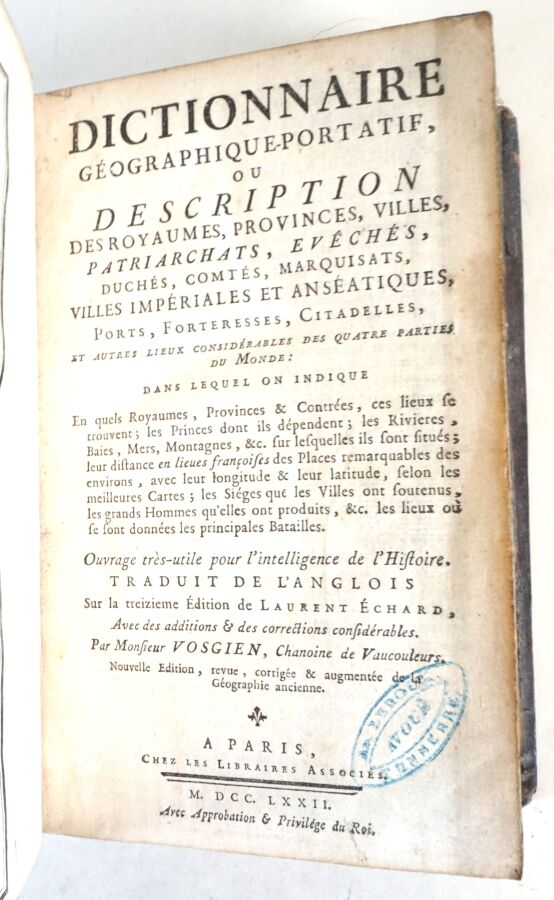 DICTIONNAIRE
GÉOGRAPHIQUE-PORTATIF,
OU
DESCRIPTION
DES ROYAUMES, PROVINCES, VILLES,
PATRIARCHATS, EVÊCHÉS,
DUCHÉS, COMTÉS, MARQUISATS,
VILLES IMPÉRIALES ET ANSÉATIQUES,
PORTS, FORTERESSES, CITADELLES,
ET AUTRES LIEUX CONSIDÉRABLES DES QUATRE PARTIES
DU MONDE:
DANS LEQUEL ON INDIQUE
En quels Royaumes, Provinces & Contrées, ces lieux ſe
trouvent; les Princes dont ils dépendent; les Rivieres,
Baies, Mers, Montagnes, &c. ſur leſquelles ils ſont ſitués;
leur diſtance en lieues françoiſes des Places remarquables des
environs, avec leur longitude & leur latitude, ſelon les
meilleures Cartes; les Siéges que les Villes ont ſoutenus,
les grands Hommes qu'elles ont produits, &c. les lieux où
ſe ſont données les principales Batailles.
Ouvrage très-utile pour l'intelligence de l'Hiſtoire.
TRADUIT DE L'ANGLOIS
Sur la treizieme Édition de LAURENT ÉCHARD,
Avec des additions & des corrections conſidérables.
Par Monſieur VOSGIEN, Chanoine de Vaucouleurs.
Nouvelle Edition, revue, corrigée & augmentée de la
Géographie ancienne.
A PARIS,
CHEZ LES LIBRAIRES ASSOCIÉS.
M. DCC. LXXII.
Avec Approbation & Privilége du Roi.
AVOUÉ